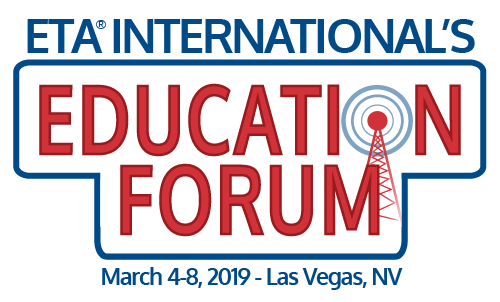 ETA® INTERNATIONAL'S
EDUCATION
FORUM
March 4-8, 2019 - Las Vegas, NV